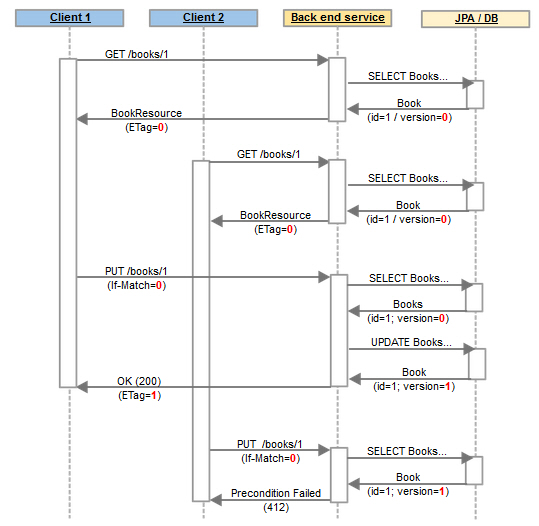 Client 1
Client 2
Back end service
JPA / DB
GET /books/1
SELECT Books...
Book
(id=1 / version=0)
BookResource
(ETag=0)
GET /books/1
SELECT Books...
Book
(id=1 / version=0)
BookResource
(ETag=0)
PUT /books/1
(If-Match=0)
SELECT Books...
Books
(id=1; version=0)
UPDATE Books...
Book
(id=1; version=1)
OK (200)
(ETag=1)
PUT /books/1
(If-Match=0)
SELECT Books...
Book
(id=1; version=1)
Precondition Failed
(412)